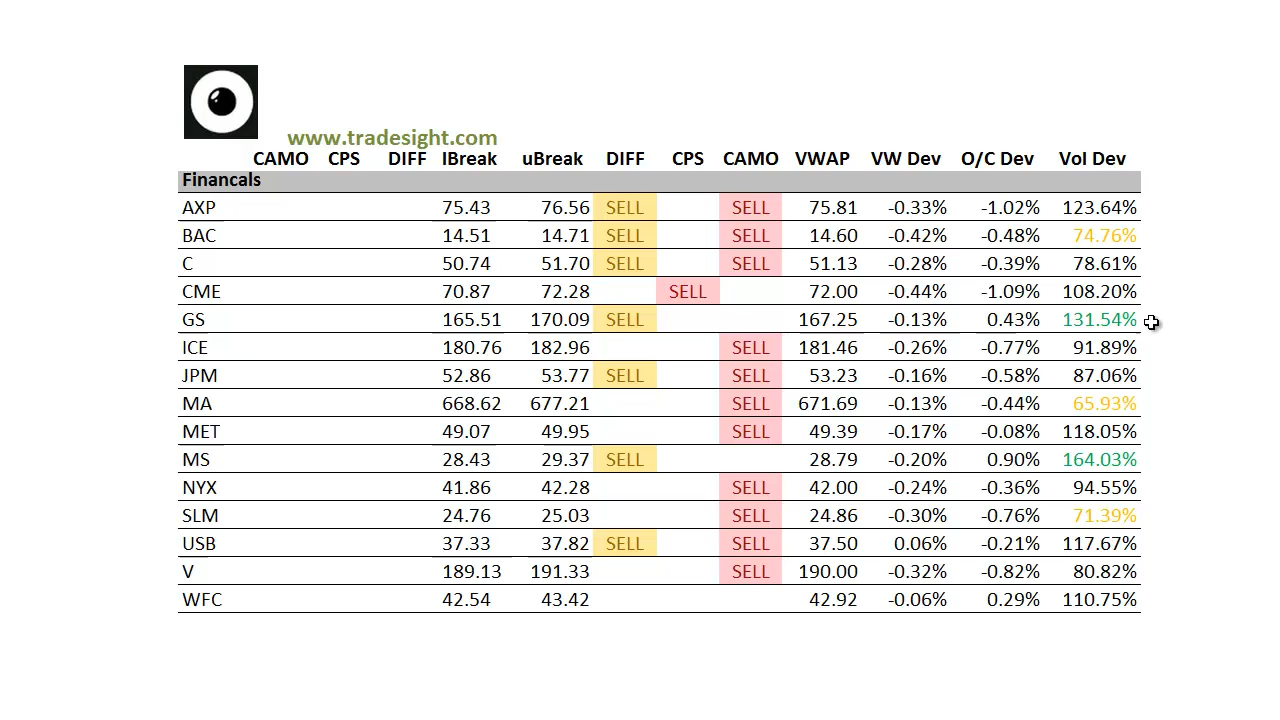 www.tradesight.com
CAMO CPS DIFF lBreak uBreak DIFF CPS CAMO VWAP VW Dev O/C Dev Vol Dev
Financals
AXP 75.43 76.56 SELL SELL 75.81 -0.33% -1.02% 123.64%
BAC 14.51 14.71 SELL SELL 14.60 -0.42% -0.48% 74.76%
C 50.74 51.70 SELL SELL 51.13 -0.28% -0.39% 78.61%
CME 70.87 72.28 SELL 72.00 -0.44% -1.09% 108.20%
GS 165.51 170.09 SELL 167.25 -0.13% 0.43% 131.54%
ICE 180.76 182.96 SELL 181.46 -0.26% -0.77% 91.89%
JPM 52.86 53.77 SELL SELL 53.23 -0.16% -0.58% 87.06%
MA 668.62 677.21 SELL 671.69 -0.13% -0.44% 65.93%
MET 49.07 49.95 SELL 49.39 -0.17% -0.08% 118.05%
MS 28.43 29.37 SELL 28.79 -0.20% 0.90% 164.03%
NYX 41.86 42.28 SELL 42.00 -0.24% -0.36% 94.55%
SLM 24.76 25.03 SELL 24.86 -0.30% -0.76% 71.39%
USB 37.33 37.82 SELL SELL 37.50 0.06% -0.21% 117.67%
V 189.13 191.33 SELL 190.00 -0.32% -0.82% 80.82%
WFC 42.54 43.42 42.92 -0.06% 0.29% 110.75%